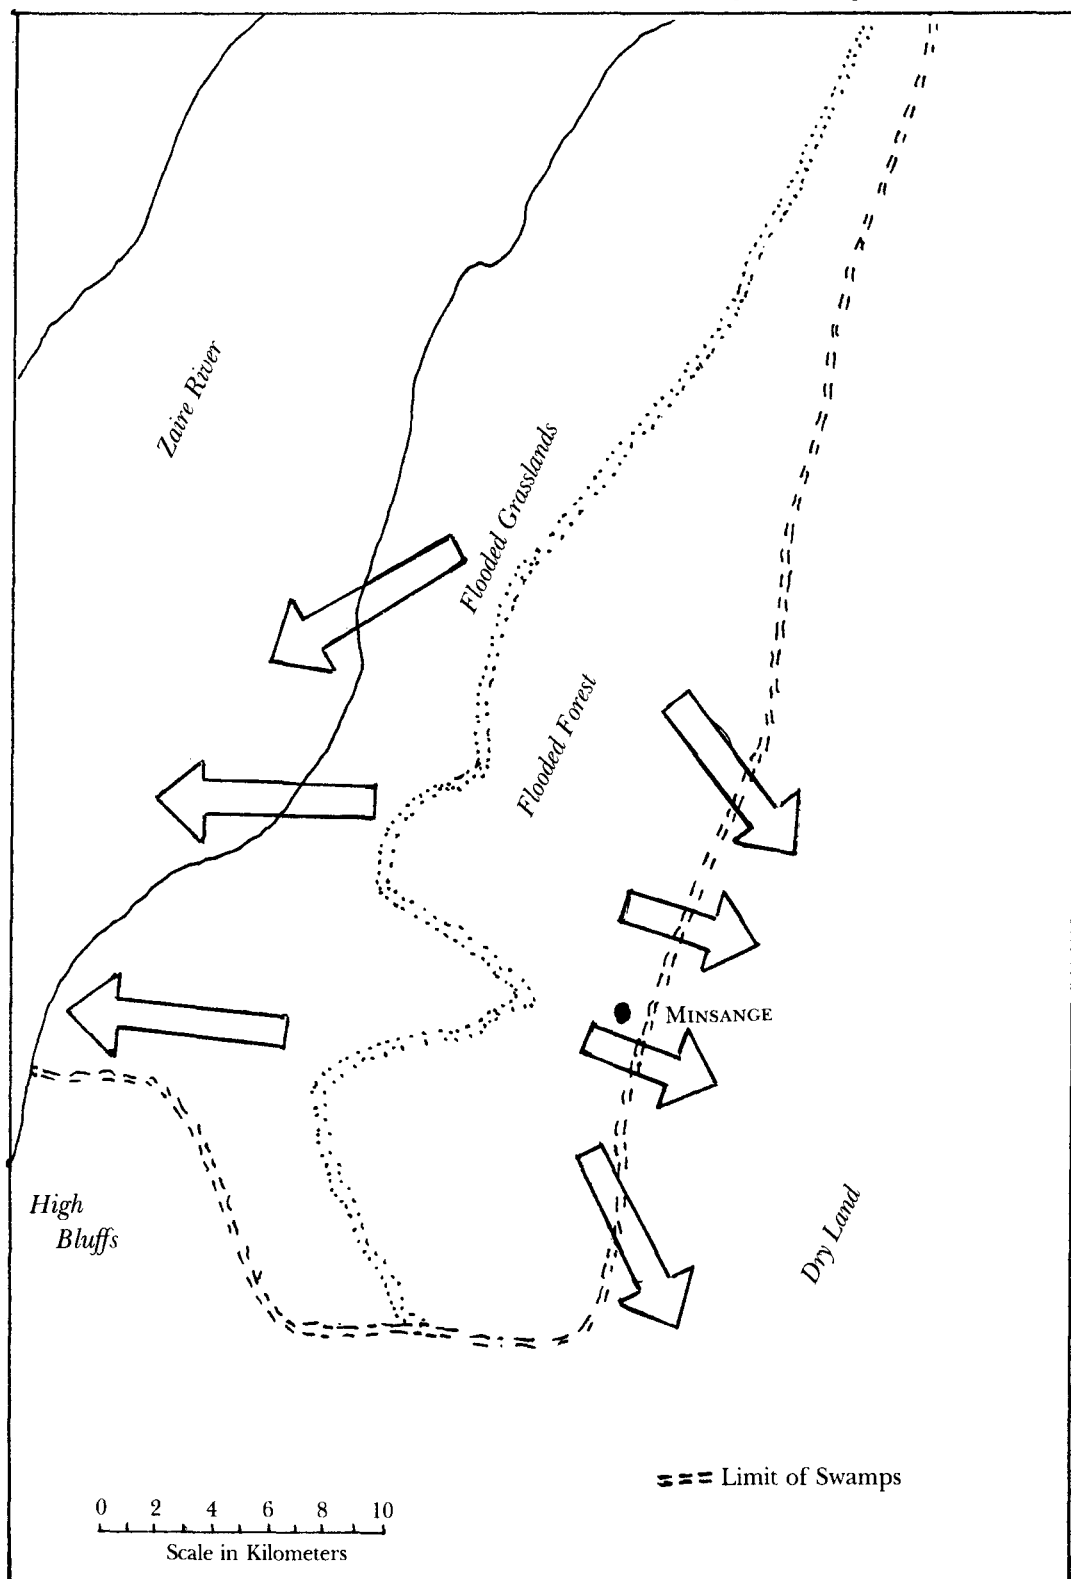 Zaire River
Flooded Grasslands
Flooded Forest
MINSANGE
High
Bluffs
Dry Land
Limit of Swamps
0 2 4 6 8 10
Scale in Kilometers